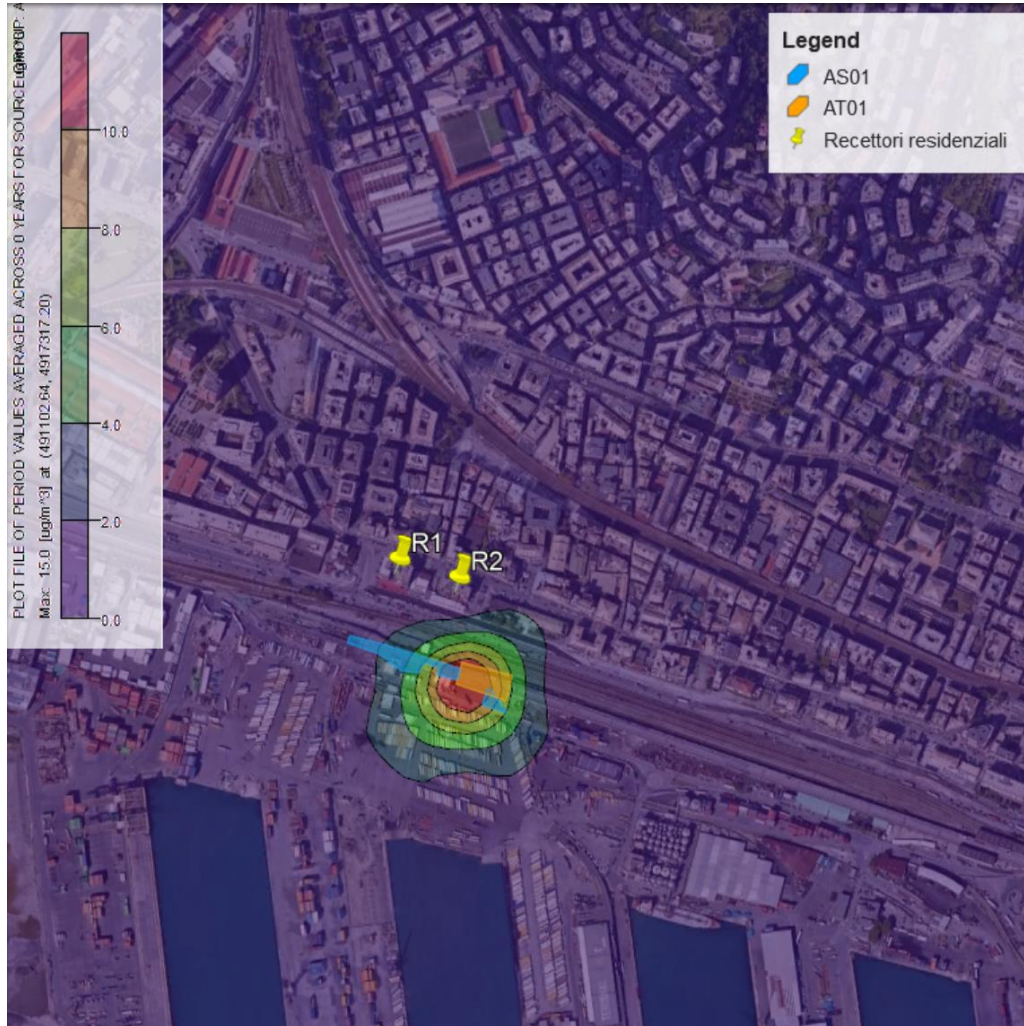 PLOT FILE OF PERIOD VALUES AVERAGED ACROSS 0 YEARS FOR SOURCE GROUP: A
Max: 15.0 [ug/m^3] at (491102.64, 4917317.20)
10.0
8.0
6.0
4.0
2.0
0.0
Legend
AS01
AT01
Recettori residenziali
R1
R2